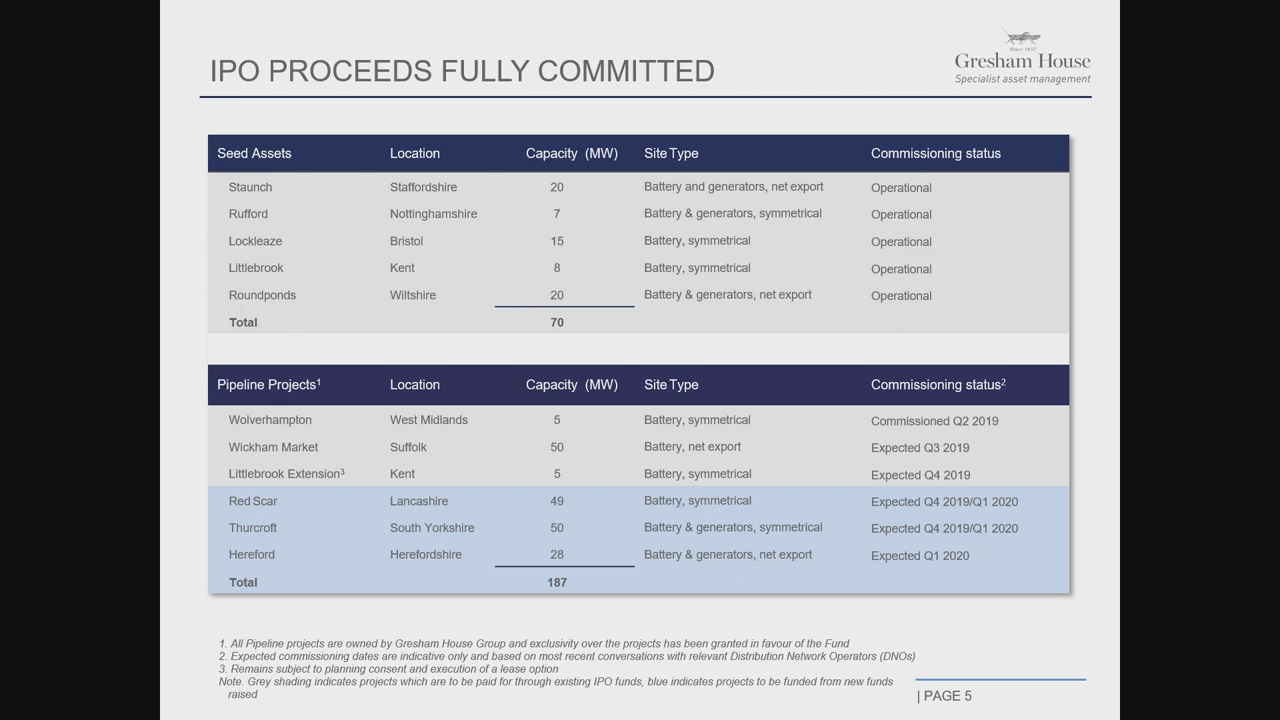 IPO PROCEEDS FULLY COMMITTED
Since 1857
Gresham House
Specialist asset management
Seed Assets Location Capacity (MW) Site Type Commissioning status
Staunch Staffordshire 20 Battery and generators, net export Operational
Rufford Nottinghamshire 7 Battery & generators, symmetrical Operational
Lockleaze Bristol 15 Battery, symmetrical Operational
Littlebrook Kent 8 Battery, symmetrical Operational
Roundponds Wiltshire 20 Battery & generators, net export Operational
Total 70
Pipeline Projects1 Location Capacity (MW) Site Type Commissioning status2
Wolverhampton West Midlands 5 Battery, symmetrical Commissioned Q2 2019
Wickham Market Suffolk 50 Battery, net export Expected Q3 2019
Littlebrook Extension3 Kent 5 Battery, symmetrical Expected Q4 2019
Red Scar Lancashire 49 Battery, symmetrical Expected Q4 2019/Q1 2020
Thurcroft South Yorkshire 50 Battery & generators, symmetrical Expected Q4 2019/Q1 2020
Hereford Herefordshire 28 Battery & generators, net export Expected Q1 2020
Total 187
1. All Pipeline projects are owned by Gresham House Group and exclusivity over the projects has been granted in favour of the Fund
2. Expected commissioning dates are indicative only and based on most recent conversations with relevant Distribution Network Operators (DNOs)
3. Remains subject to planning consent and execution of a lease option
Note. Grey shading indicates projects which are to be paid for through existing IPO funds, blue indicates projects to be funded from new funds
raised
| PAGE 5